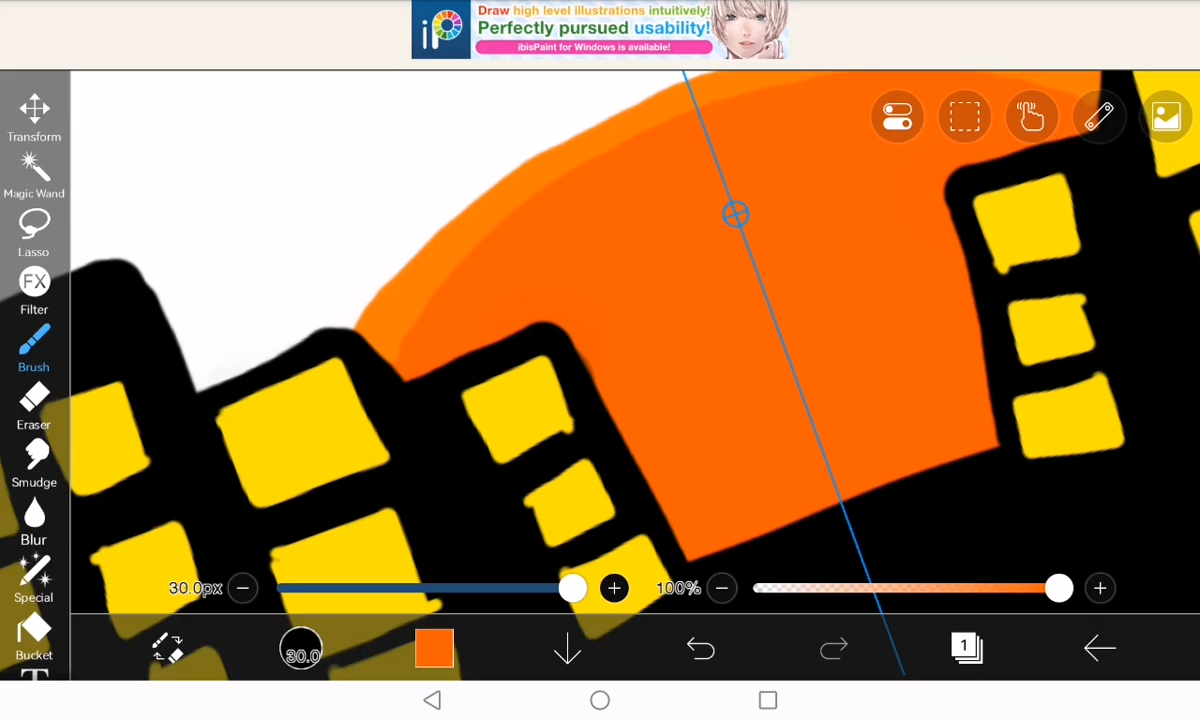 iP
Draw high level illustrations intuitively!
Perfectly pursued usability!
ibisPaint for Windows is available!
Transform
Magic Wand
Lasso
FX
Filter
Brush
Eraser
Smudge
Blur
Special
Bucket
T
30.0px
100%
30.0
1